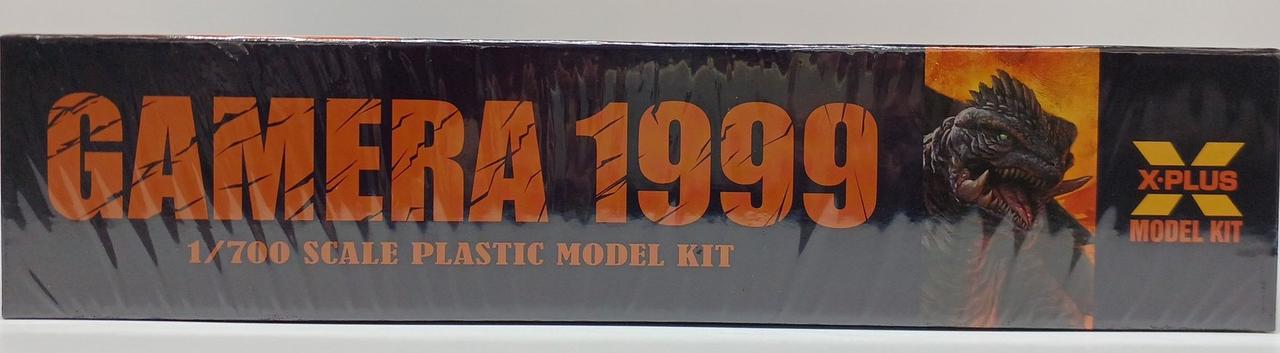 GAMERA 1999
1/700 SCALE PLASTIC MODEL KIT
X-PLUS
MODEL KIT